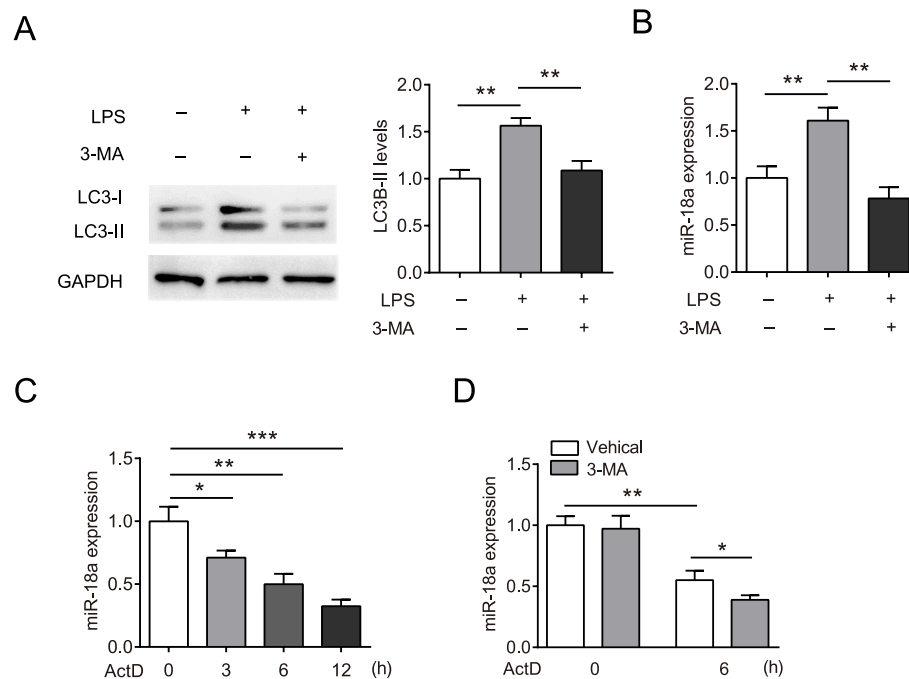 A
LPS – + +
3-MA – – +
LC3-I
LC3-II
GAPDH
LC3B-II levels
2.0
1.5
1.0
0.5
0.0
** **
LPS – + +
3-MA – – +
B
miR-18a expression
2.0
1.5
1.0
0.5
0.0
** **
LPS – + +
3-MA – – +
C
miR-18a expression
1.5
1.0
0.5
0.0
***
**
*
ActD 0 3 6 12 (h)
D
Vehical
3-MA
miR-18a expression
1.5
1.0
0.5
0.0
**
*
ActD 0 6 (h)